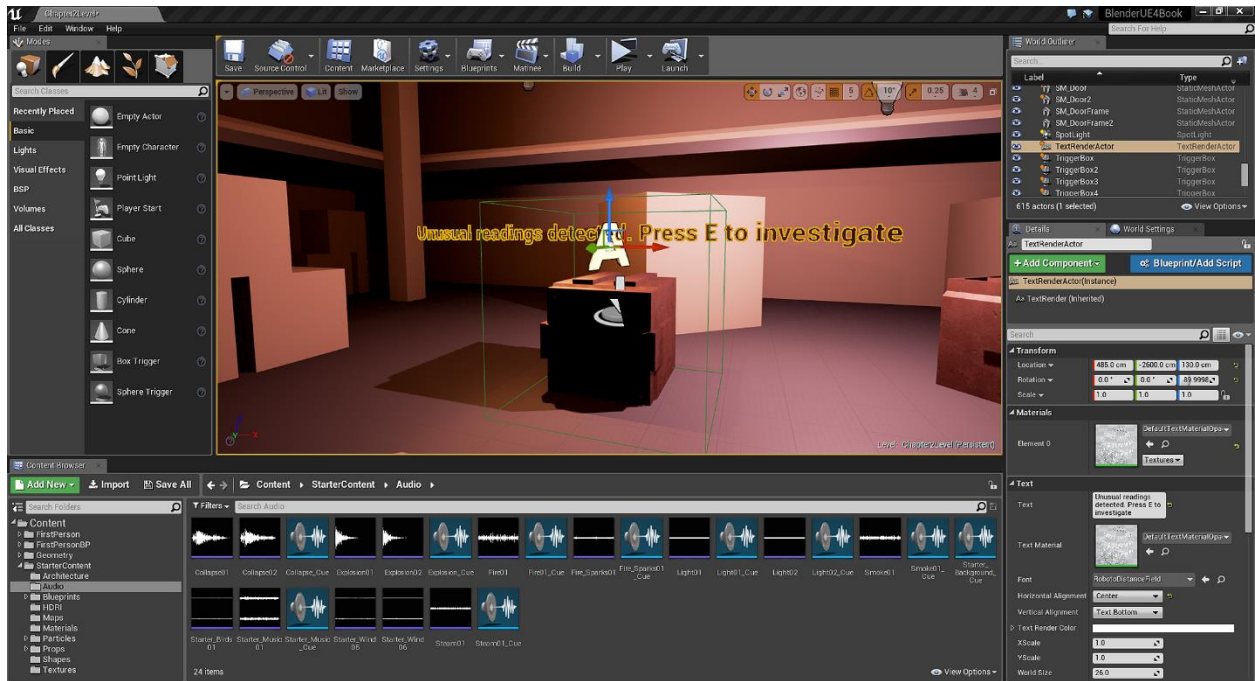 Chapter2Level
BlenderUE4Book
File Edit Window Help
Search For Help
Modes
Search Classes
Recently Placed
Basic
Lights
Visual Effects
BSP
Volumes
All Classes
Empty Actor
Empty Character
Point Light
Player Start
Cube
Sphere
Cylinder
Cone
Box Trigger
Sphere Trigger
Save Source Control Content Marketplace Settings Blueprints Matinee Build Play Launch
Perspective Lit Show
5 10° 0.25 4
Unusual readings detected. Press E to investigate
Level: Chapter2Level (Persistent)
World Outliner
Search...
Label Type
SM_Door StaticMeshActor
SM_Door2 StaticMeshActor
SM_DoorFrame StaticMeshActor
SM_DoorFrame2 StaticMeshActor
SpotLight SpotLight
TextRenderActor TextRenderActor
TriggerBox TriggerBox
TriggerBox2 TriggerBox
TriggerBox3 TriggerBox
TriggerBox4 TriggerBox
615 actors (1 selected) View Options
Details World Settings
TextRenderActor
+Add Component Blueprint/Add Script
TextRenderActor(Instance)
TextRender (Inherited)
Search
Transform
Location 485.0 cm -2600.0 cm 130.0 cm
Rotation 0.0° 0.0° 89.9998
Scale 1.0 1.0 1.0
Materials
Element 0 DefaultTextMaterialOpa
Textures
Text
Text Unusual readings
detected. Press E to
investigate
Text Material DefaultTextMaterialOpa
Font RobotoDistanceField
Horizontal Alignment Center
Vertical Alignment Text Bottom
Text Render Color
XScale 1.0
YScale 1.0
World Size 26.0
Content Browser
Add New Import Save All Content StarterContent Audio
Search Folders
Filters Search Audio
Content
FirstPerson
FirstPersonBP
Geometry
StarterContent
Architecture
Audio
Blueprints
HDRI
Maps
Materials
Particles
Props
Shapes
Textures
Collapse01 Collapse02 Collapse_Cue Explosion01 Explosion02 Explosion_Cue Fire01 Fire01_Cue Fire_Sparks01 Fire_Sparks01_Cue Light01 Light01_Cue Light02 Light02_Cue Smoke01 Smoke01_Cue Starter_Background_Cue
Starter_Birds01 Starter_Music01 Starter_Music_Cue Starter_Wind05 Starter_Wind06 Steam01 Steam01_Cue
24 items View Options